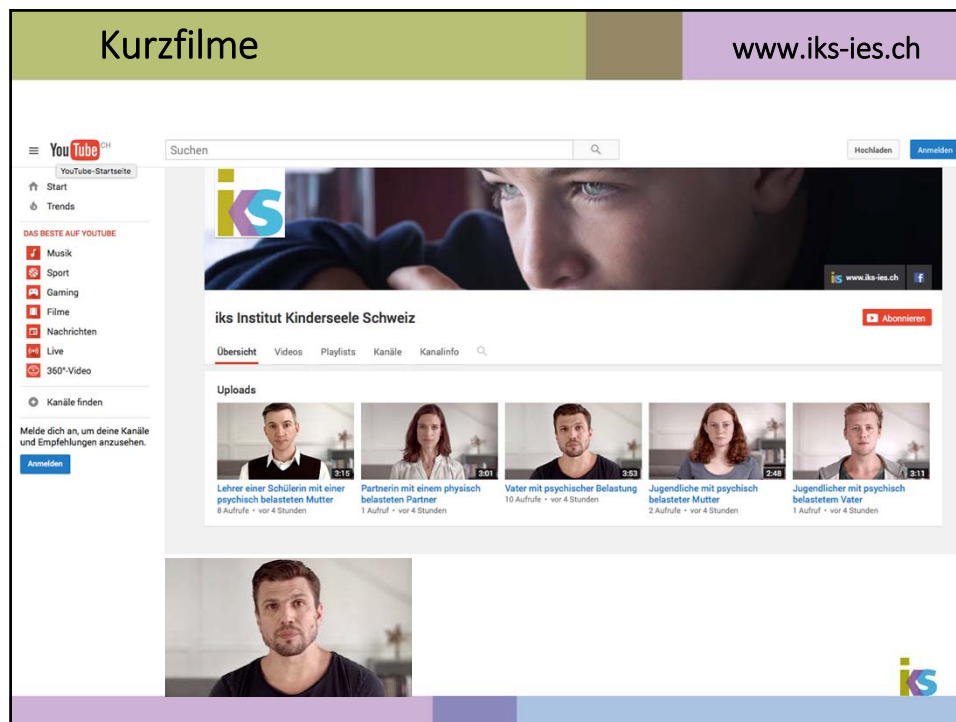 Kurzfilme
www.iks-ies.ch
YouTube CH
Suchen
Hochladen
Anmelden
YouTube-Startseite
Start
Trends
DAS BESTE AUF YOUTUBE
Musik
Sport
Gaming
Filme
Nachrichten
Live
360°-Video
Kanäle finden
Melde dich an, um deine Kanäle
und Empfehlungen anzusehen.
Anmelden
iks
iks www.iks-ies.ch f
iks Institut Kinderseele Schweiz
Abonnieren
Übersicht Videos Playlists Kanäle Kanalinfo
Uploads
3:15
Lehrer einer Schülerin mit einer
psychisch belasteten Mutter
8 Aufrufe • vor 4 Stunden
3:01
Partnerin mit einem physisch
belasteten Partner
1 Aufruf • vor 4 Stunden
3:53
Vater mit psychischer Belastung
10 Aufrufe • vor 4 Stunden
2:48
Jugendliche mit psychisch
belasteter Mutter
2 Aufrufe • vor 4 Stunden
3:11
Jugendlicher mit psychisch
belastetem Vater
1 Aufruf • vor 4 Stunden
iks